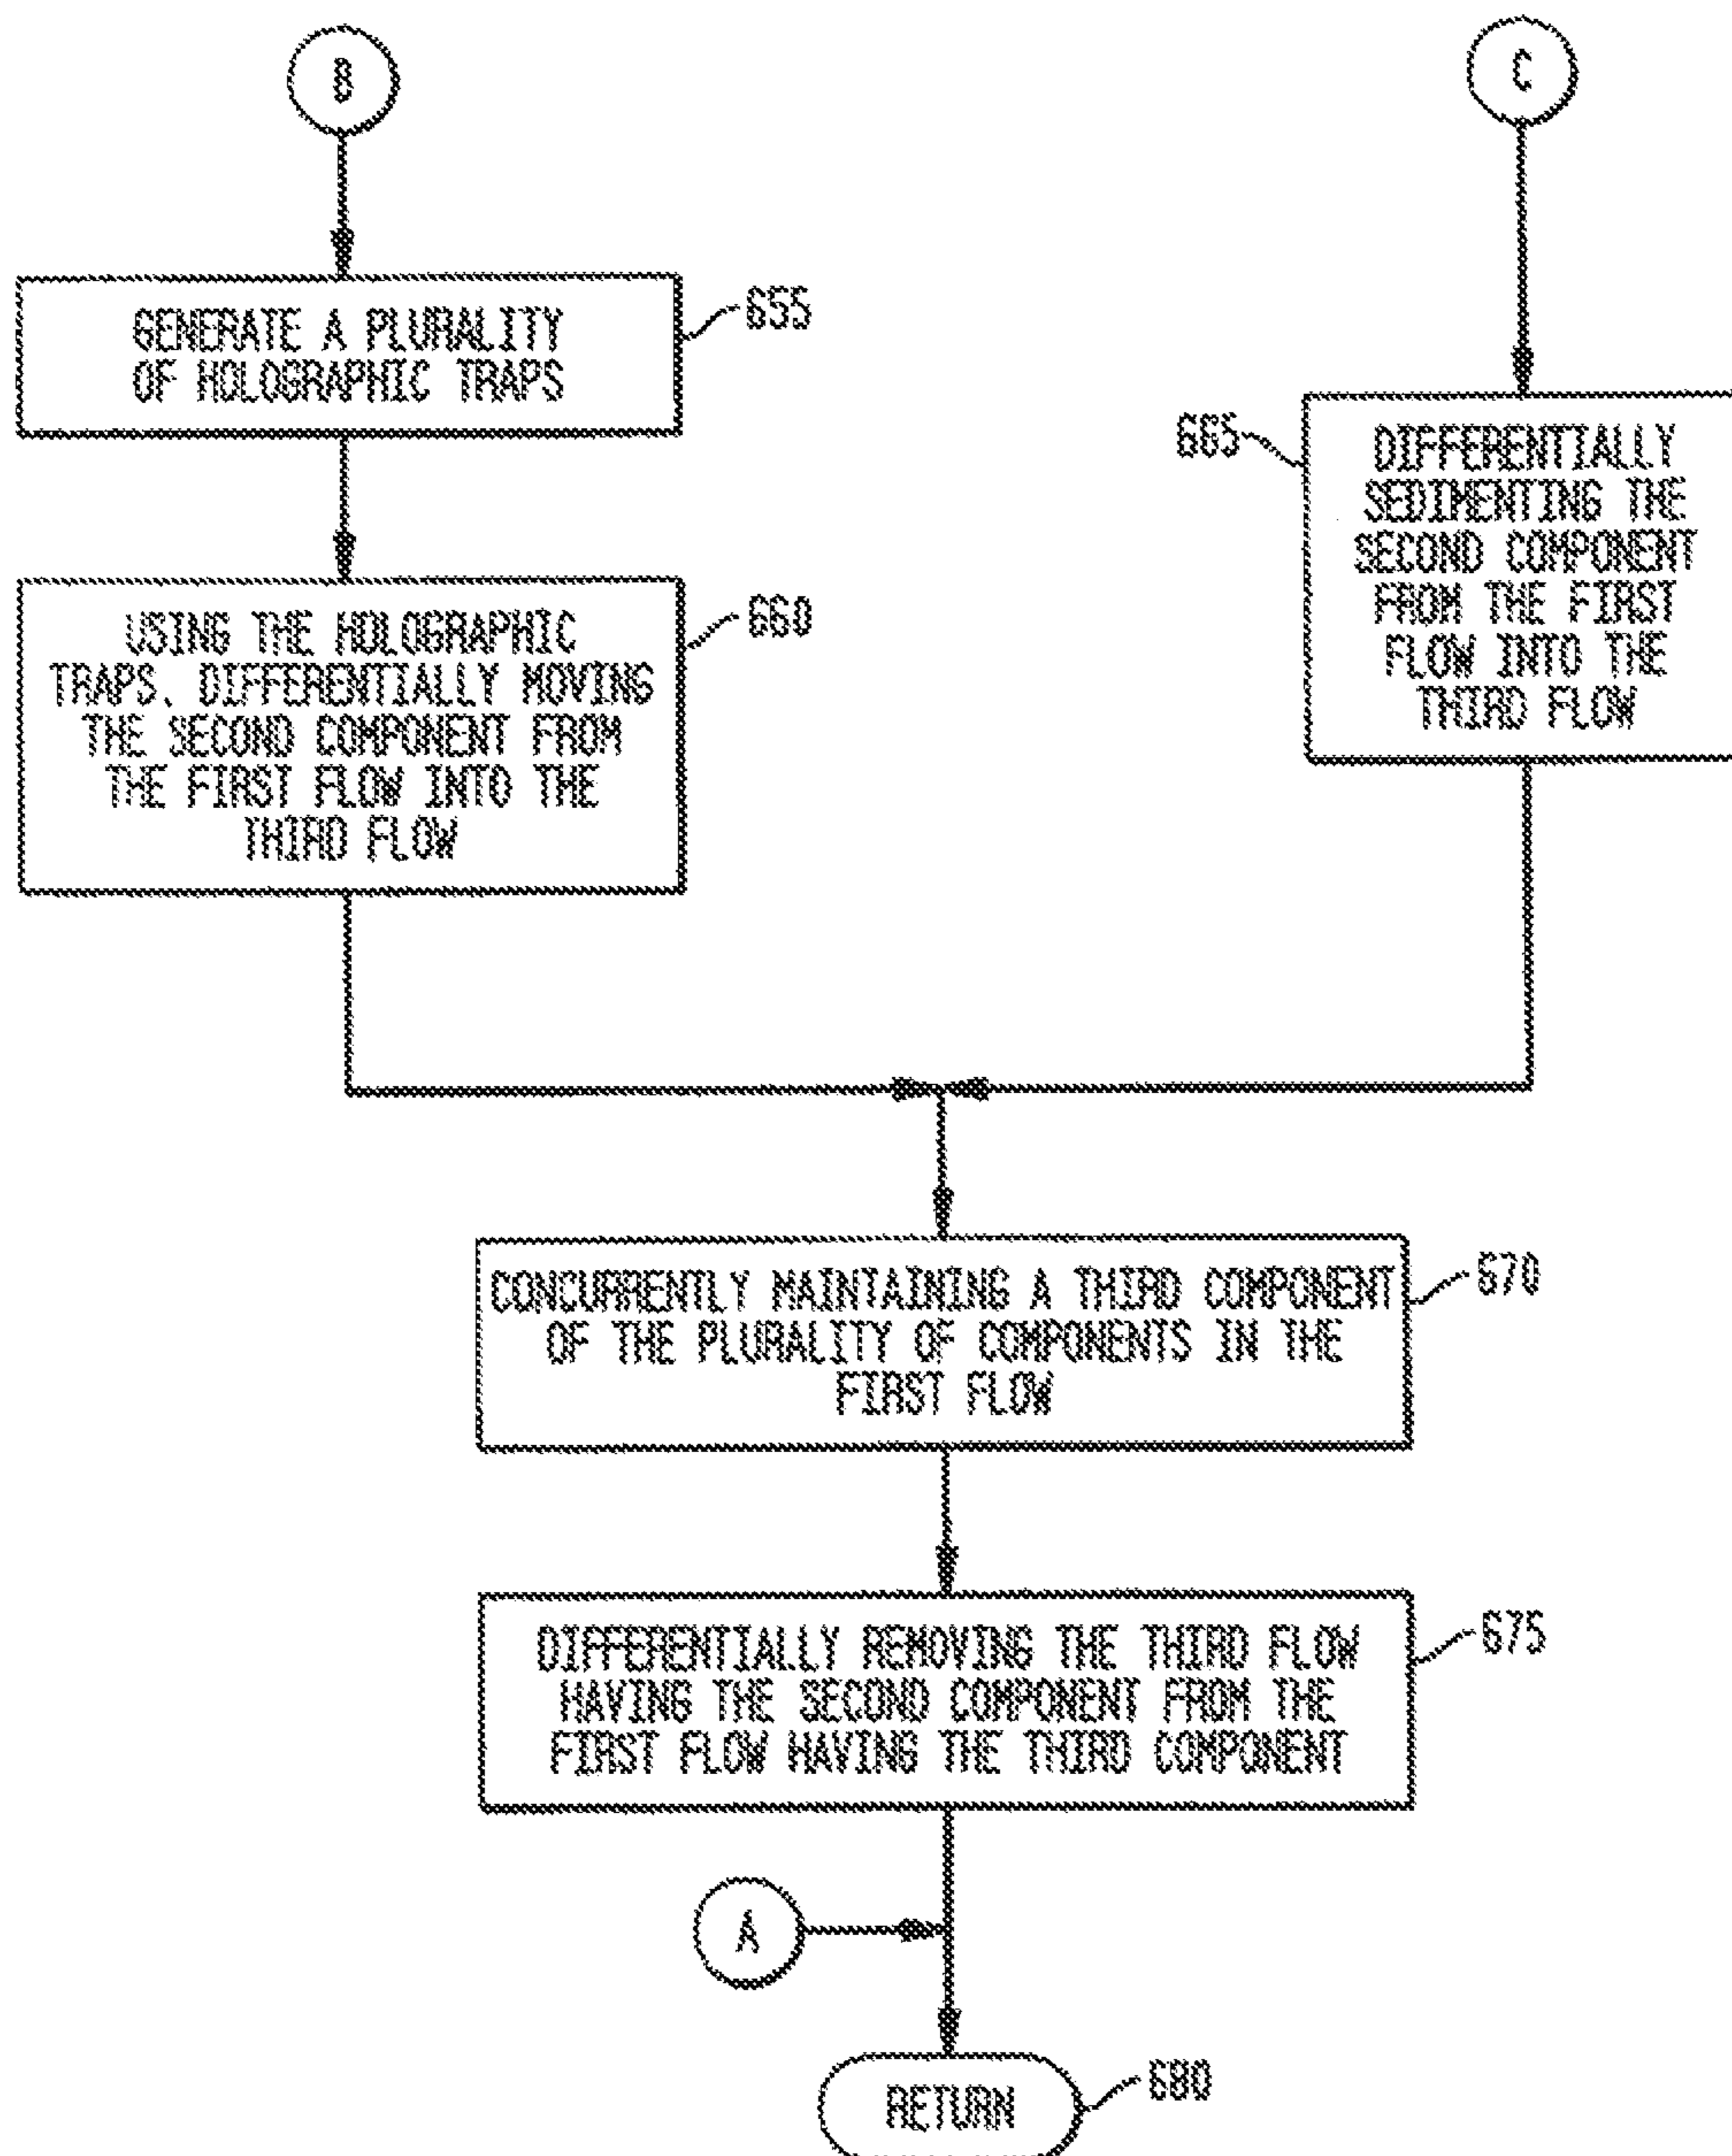 B
C
GENERATE A PLURALITY
OF HOLOGRAPHIC TRAPS
655
USING THE HOLOGRAPHIC
TRAPS, DIFFERENTIALLY MOVING
THE SECOND COMPONENT FROM
THE FIRST FLOW INTO THE
THIRD FLOW
660
665
DIFFERENTIALLY
SEDIMENTING THE
SECOND COMPONENT
FROM THE FIRST
FLOW INTO THE
THIRD FLOW
CONCURRENTLY MAINTAINING A THIRD COMPONENT
OF THE PLURALITY OF COMPONENTS IN THE
FIRST FLOW
670
DIFFERENTIALLY REMOVING THE THIRD FLOW
HAVING THE SECOND COMPONENT FROM THE
FIRST FLOW HAVING THE THIRD COMPONENT
675
A
RETURN
680